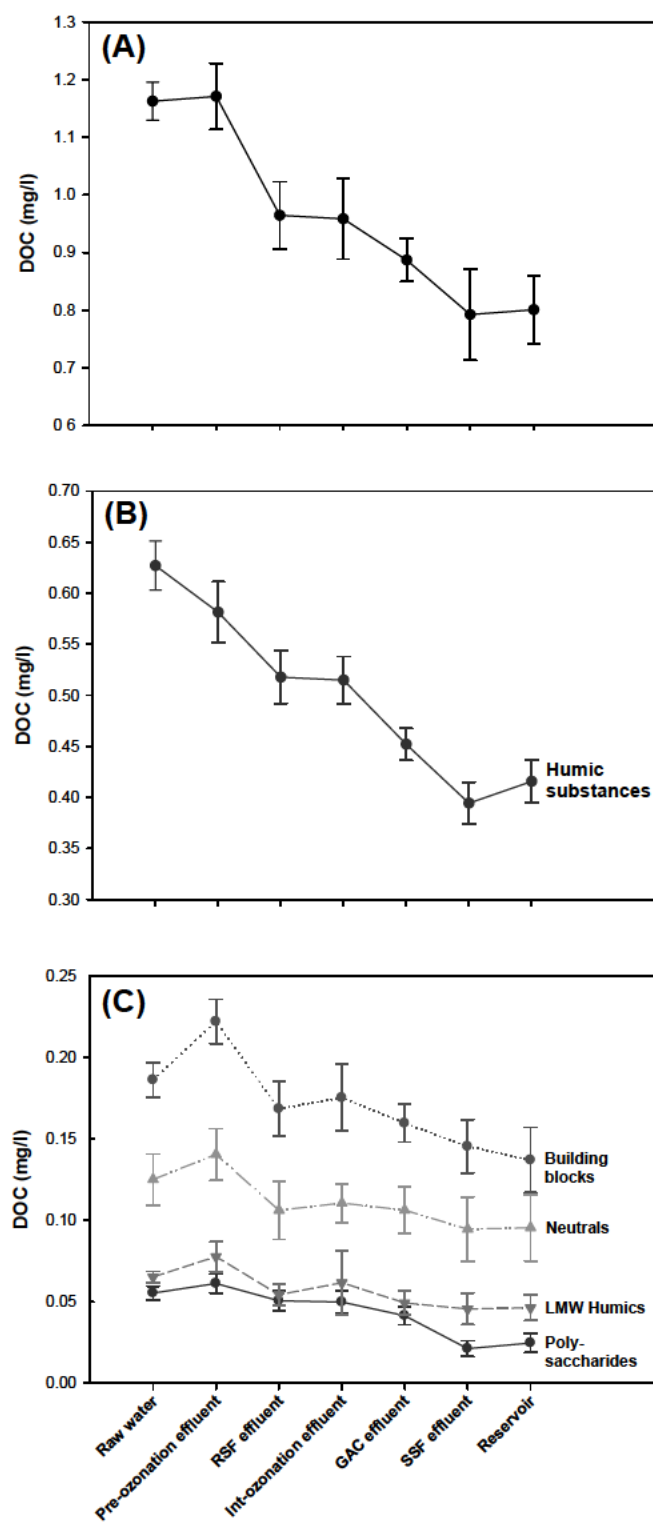 (A)
1.3
1.2
1.1
1.0
0.9
0.8
0.7
0 6
DOC (mg/l)
(B)
0.70
0.65
0.60
0.55
0.50
0.45
0.40
0.35
0.30
DOC (mg/l)
Humic
substances
(C)
0.25
0.20
0.15
0.10
0.05
0.00
DOC (mg/l)
Building
blocks
Neutrals
LMW Humics
Poly-
saccharides
Raw water
Pre-ozonation effluent
RSF effluent
Int-ozonation effluent
GAC effluent
SSF effluent
Reservoir